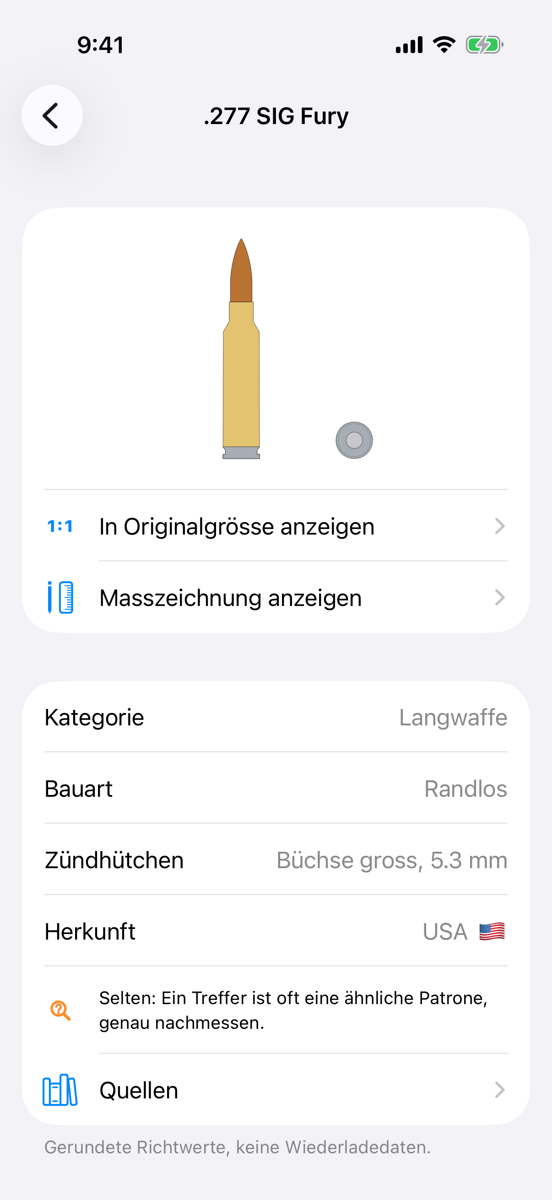 9:41
.277 SIG Fury
1:1 In Originalgrösse anzeigen
Masszeichnung anzeigen
Kategorie Langwaffe
Bauart Randlos
Zündhütchen Büchse gross, 5.3 mm
Herkunft USA 🇺🇸
Selten: Ein Treffer ist oft eine ähnliche Patrone,
genau nachmessen.
Quellen
Gerundete Richtwerte, keine Wiederladedaten.